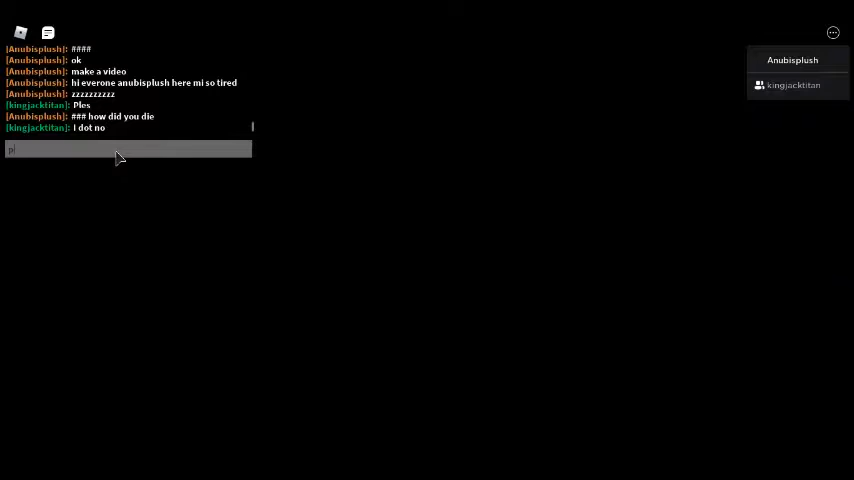 [Anubisplush]: ####
[Anubisplush]: ok
[Anubisplush]: make a video
[Anubisplush]: hi everone anubisplush here mi so tired
[Anubisplush]: zzzzzzzzzz
[kingjacktitan]: Ples
[Anubisplush]: ### how did you die
[kingjacktitan]: I dot no
p
Anubisplush
kingjacktitan